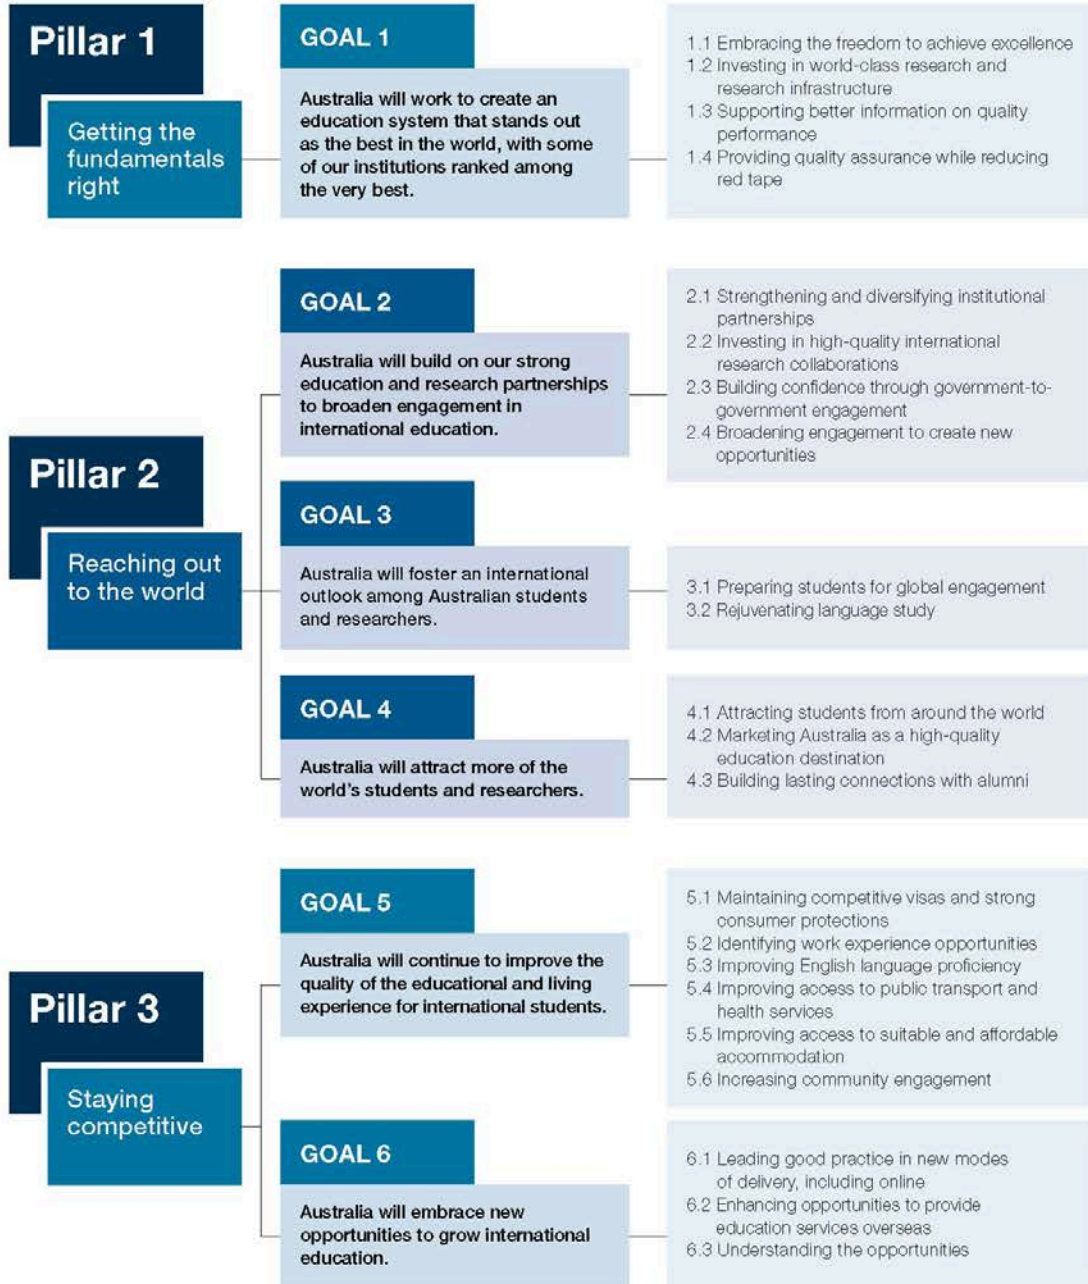 Pillar 1
Getting the
fundamentals
right
GOAL 1
Australia will work to create an
education system that stands out
as the best in the world, with some
of our institutions ranked among
the very best.
1.1 Embracing the freedom to achieve excellence
1.2 Investing in world-class research and
research infrastructure
1.3 Supporting better information on quality
performance
1.4 Providing quality assurance while reducing
red tape
Pillar 2
Reaching out
to the world
GOAL 2
Australia will build on our strong
education and research partnerships
to broaden engagement in
international education.
2.1 Strengthening and diversifying institutional
partnerships
2.2 Investing in high-quality international
research collaborations
2.3 Building confidence through government-to-
government engagement
2.4 Broadening engagement to create new
opportunities
GOAL 3
Australia will foster an international
outlook among Australian students
and researchers.
3.1 Preparing students for global engagement
3.2 Rejuvenating language study
GOAL 4
Australia will attract more of the
world's students and researchers.
4.1 Attracting students from around the world
4.2 Marketing Australia as a high-quality
education destination
4.3 Building lasting connections with alumni
Pillar 3
Staying
competitive
GOAL 5
Australia will continue to improve the
quality of the educational and living
experience for international students.
5.1 Maintaining competitive visas and strong
consumer protections
5.2 Identifying work experience opportunities
5.3 Improving English language proficiency
5.4 Improving access to public transport and
health services
5.5 Improving access to suitable and affordable
accommodation
5.6 Increasing community engagement
GOAL 6
Australia will embrace new
opportunities to grow international
education.
6.1 Leading good practice in new modes
of delivery, including online
6.2 Enhancing opportunities to provide
education services overseas
6.3 Understanding the opportunities